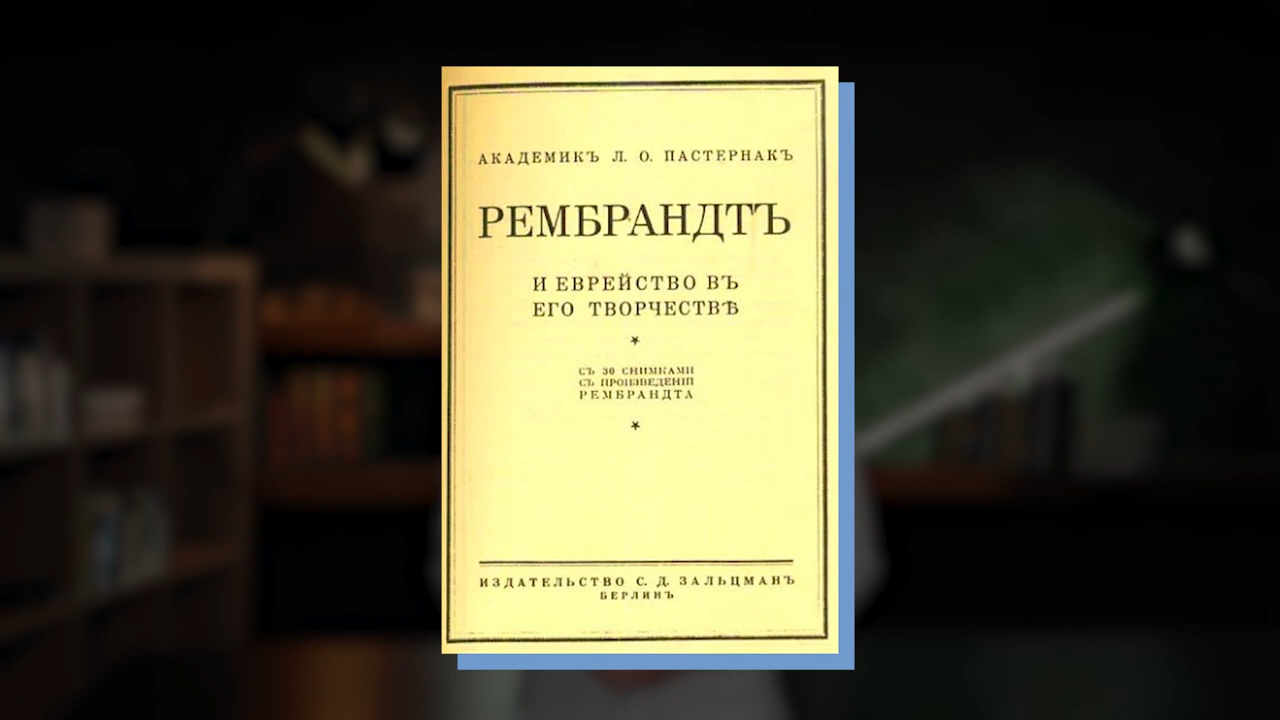 АКАДЕМИКЪ Л. О. ПАСТЕРНАКЪ
РЕМБРАНДТЪ
И ЕВРЕЙСТВО ВЪ
ЕГО ТВОРЧЕСТВѢ
СЪ 30 СНИМКАМИ
СЪ ПРОИЗВЕДЕНІЙ
РЕМБРАНДТА
ИЗДАТЕЛЬСТВО С. Д. ЗАЛЬЦМАНЪ
БЕРЛИНЪ